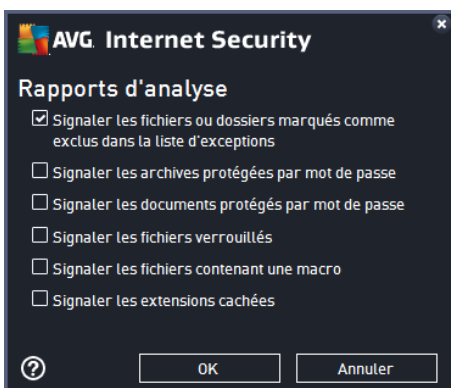 AVG. Internet Security
Rapports d'analyse
Signaler les fichiers ou dossiers marqués comme
exclus dans la liste d'exceptions
Signaler les archives protégées par mot de passe
Signaler les documents protégés par mot de passe
Signaler les fichiers verrouillés
Signaler les fichiers contenant une macro
Signaler les extensions cachées
? OK Annuler